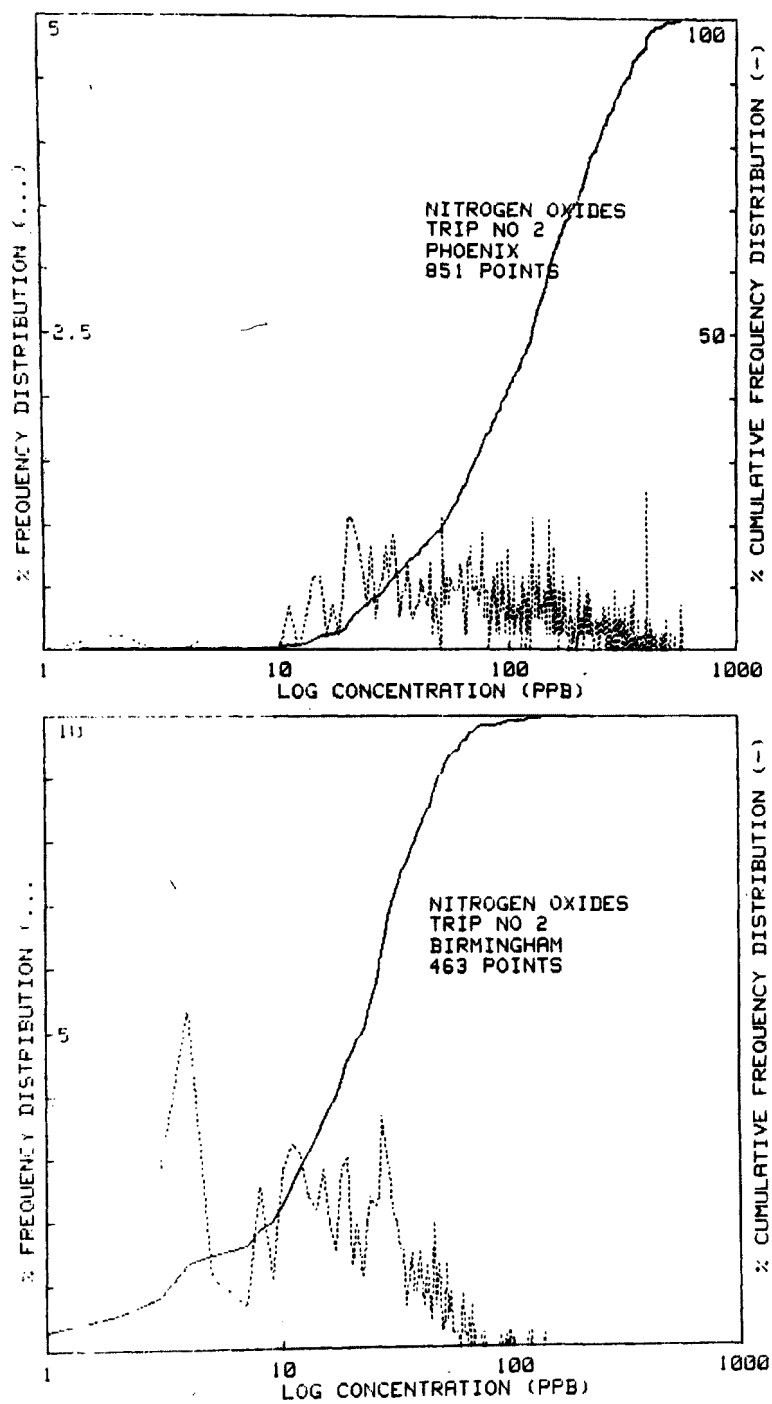 5
100
% FREQUENCY DISTRIBUTION (...)
2.5
50
% CUMULATIVE FREQUENCY DISTRIBUTION (-)
NITROGEN OXIDES
TRIP NO 2
PHOENIX
851 POINTS
1 10 100 1000
LOG CONCENTRATION (PPB)
10
% FREQUENCY DISTRIBUTION (...
5
% CUMULATIVE FREQUENCY DISTRIBUTION (-)
NITROGEN OXIDES
TRIP NO 2
BIRMINGHAM
463 POINTS
1 10 100 1000
LOG CONCENTRATION (PPB)